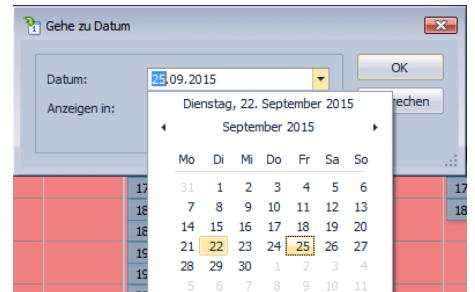 Gehe zu Datum
Datum: 25.09.2015
OK
Anzeigen in:
Dienstag, 22. September 2015
September 2015
Mo Di Mi Do Fr Sa So
31 1 2 3 4 5 6
7 8 9 10 11 12 13
14 15 16 17 18 19 20
21 22 23 24 25 26 27
28 29 30 1 2 3 4
5 6 7 8 9 10 11
17
18
18
19
19
17
18